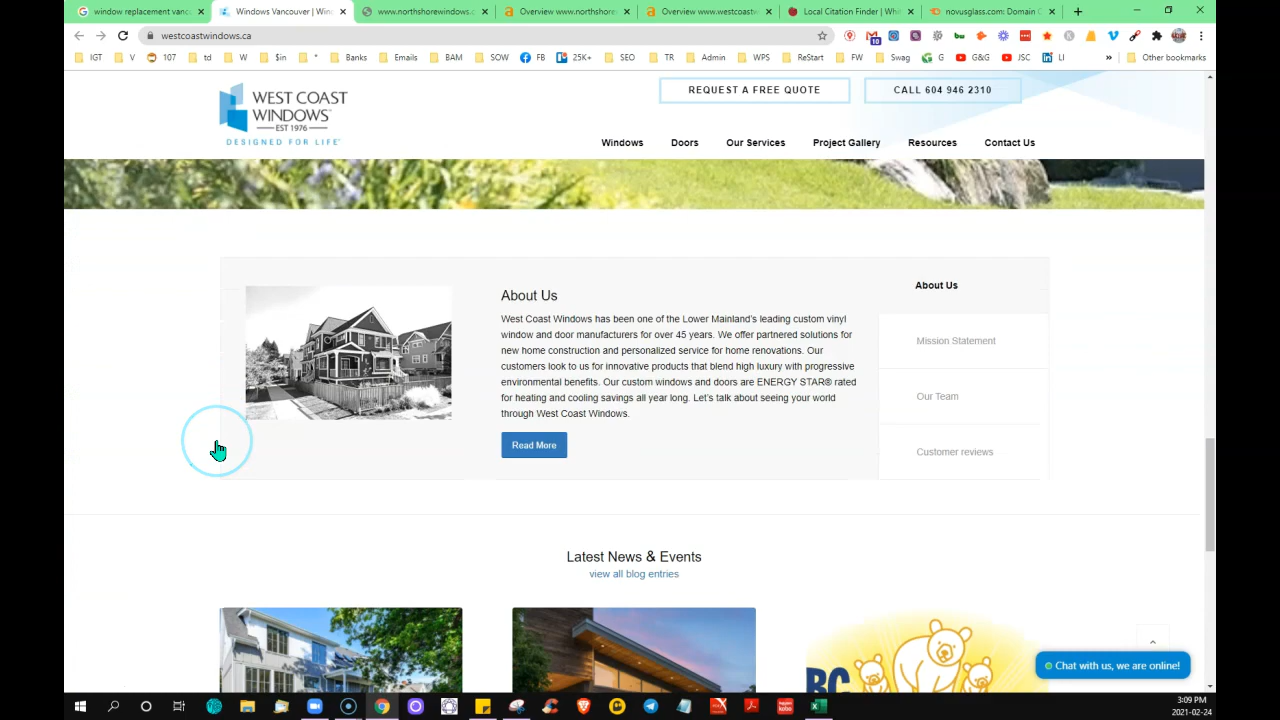 window replacement vanc
Windows Vancouver | Wind
www.northshorewindows.c
Overview www.northshore
Overview www.westcoastw
Local Citation Finder | Whit
novusglass.com: Domain O
westcoastwindows.ca
10
IGT
V
107
td
W
$in
*
Banks
Emails
BAM
SOW
FB
25K+
SEO
TR
Admin
WPS
ReStart
FW
Swag
G
G&G
JSC
LI
»
Other bookmarks
WEST COAST
WINDOWS
EST 1976
DESIGNED FOR LIFE
REQUEST A FREE QUOTE
CALL 604 946 2310
Windows
Doors
Our Services
Project Gallery
Resources
Contact Us
About Us
West Coast Windows has been one of the Lower Mainland's leading custom vinyl
window and door manufacturers for over 45 years. We offer partnered solutions for
new home construction and personalized service for home renovations. Our
customers look to us for innovative products that blend high luxury with progressive
environmental benefits. Our custom windows and doors are ENERGY STAR® rated
for heating and cooling savings all year long. Let's talk about seeing your world
through West Coast Windows.
Read More
About Us
Mission Statement
Our Team
Customer reviews
Latest News & Events
view all blog entries
BC
Chat with us, we are online!
3:09 PM
2021-02-24